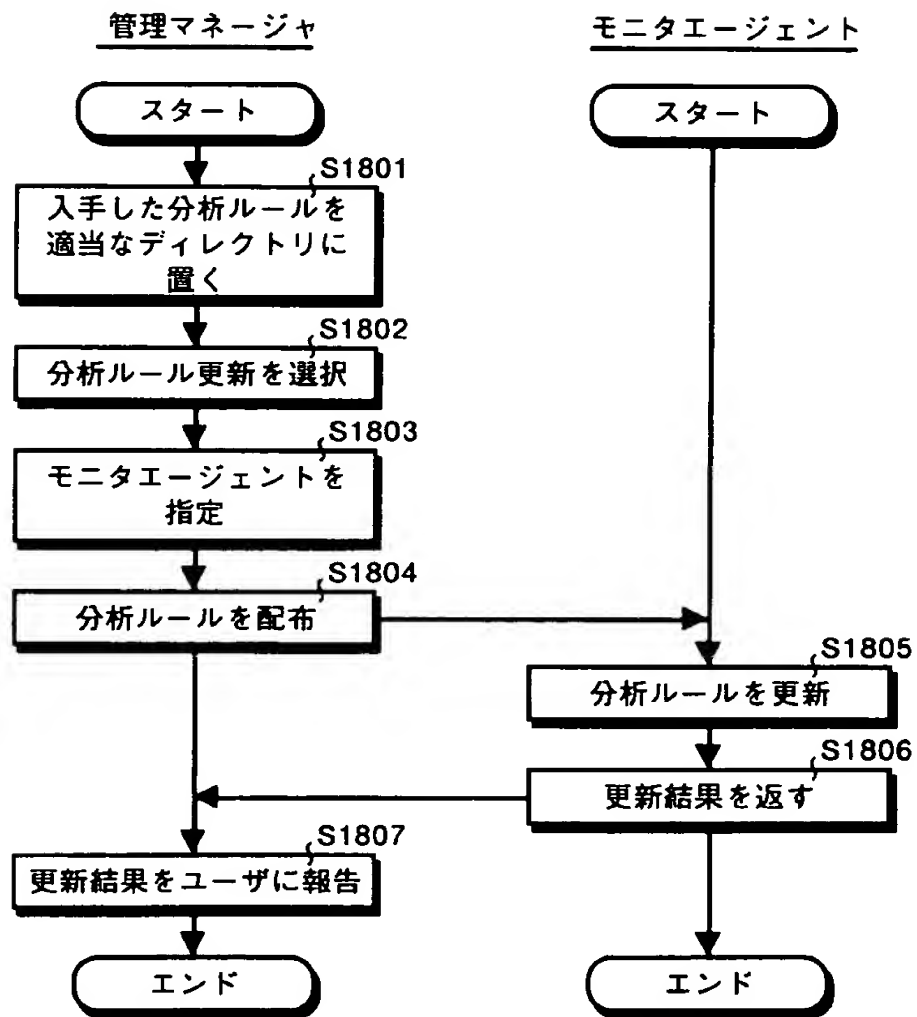 管理マネージャ
モニタエージェント
スタート
スタート
S1801
入手した分析ルールを
適当なディレクトリに
置く
S1802
分析ルール更新を選択
S1803
モニタエージェントを
指定
S1804
分析ルールを配布
S1805
分析ルールを更新
S1806
更新結果を返す
S1807
更新結果をユーザに報告
エンド
エンド